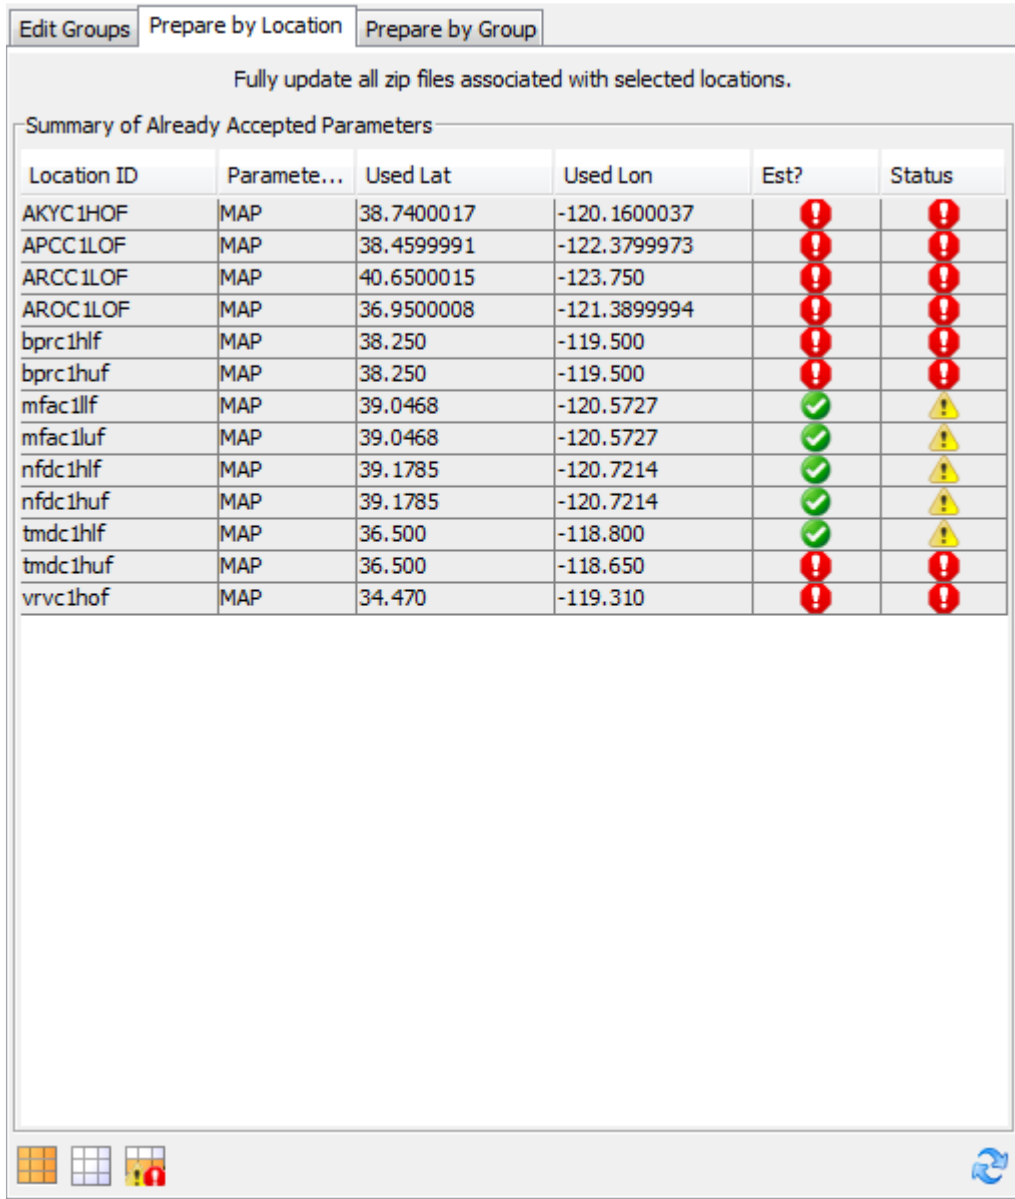 Edit Groups Prepare by Location Prepare by Group
Fully update all zip files associated with selected locations.
Summary of Already Accepted Parameters
Location ID Paramete... Used Lat Used Lon Est? Status
AKYC1HOF MAP 38.7400017 -120.1600037
APCC1LOF MAP 38.4599991 -122.3799973
ARCC1LOF MAP 40.6500015 -123.750
AROC1LOF MAP 36.9500008 -121.3899994
bprc1hlf MAP 38.250 -119.500
bprc1huf MAP 38.250 -119.500
mfac1llf MAP 39.0468 -120.5727
mfac1luf MAP 39.0468 -120.5727
nfdc1hlf MAP 39.1785 -120.7214
nfdc1huf MAP 39.1785 -120.7214
tmdc1hlf MAP 36.500 -118.800
tmdc1huf MAP 36.500 -118.650
vrvc1hof MAP 34.470 -119.310